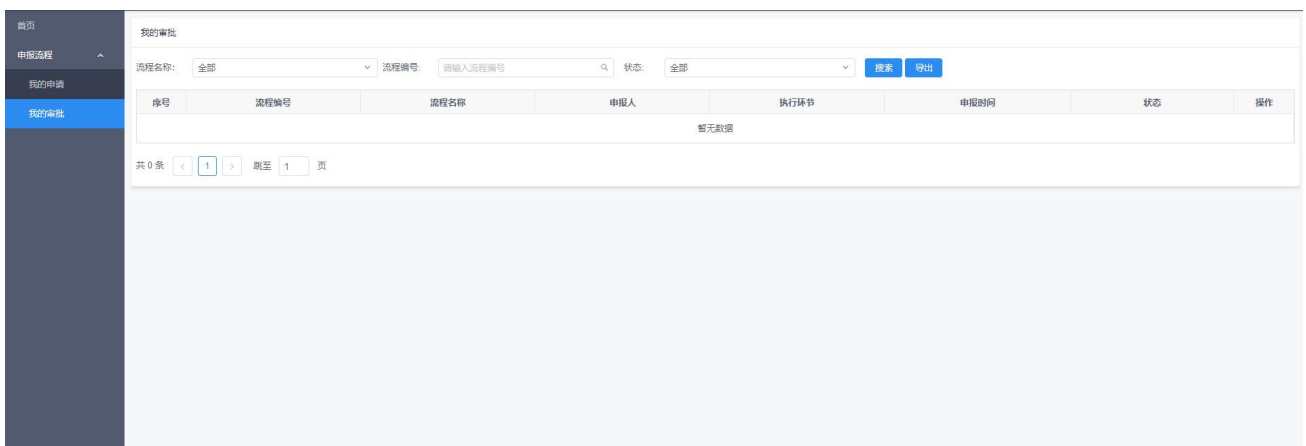 首页
申报流程
我的申请
我的审批
我的审批
流程名称: 全部 流程编号: 请输入流程编号 状态: 全部 搜索 导出
序号 流程编号 流程名称 申报人 执行环节 申报时间 状态 操作
暂无数据
共 0 条 < 1 > 跳至 1 页